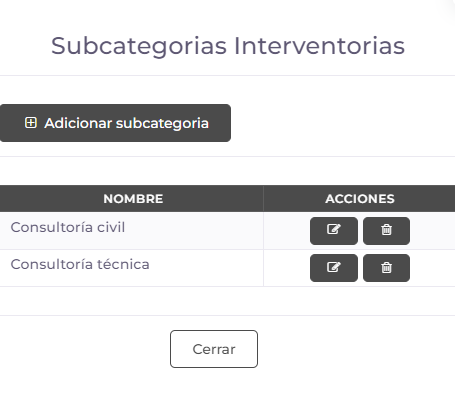 Subcategorias Interventorias
Adicionar subcategoria
NOMBRE ACCIONES
Consultoría civil
Consultoría técnica
Cerrar